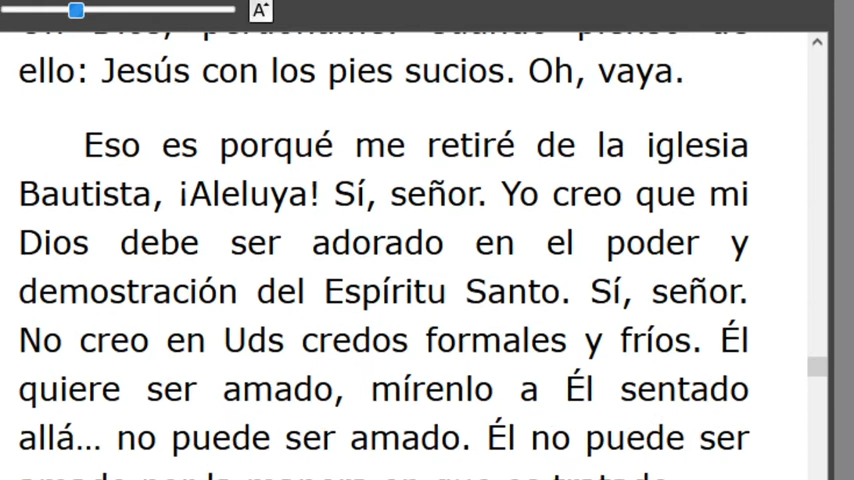 A
ello: Jesús con los pies sucios. Oh, vaya.
Eso es porqué me retiré de la iglesia
Bautista, ¡Aleluya! Sí, señor. Yo creo que mi
Dios debe ser adorado en el poder y
demostración del Espíritu Santo. Sí, señor.
No creo en Uds credos formales y fríos. Él
quiere ser amado, mírenlo a Él sentado
allá… no puede ser amado. Él no puede ser